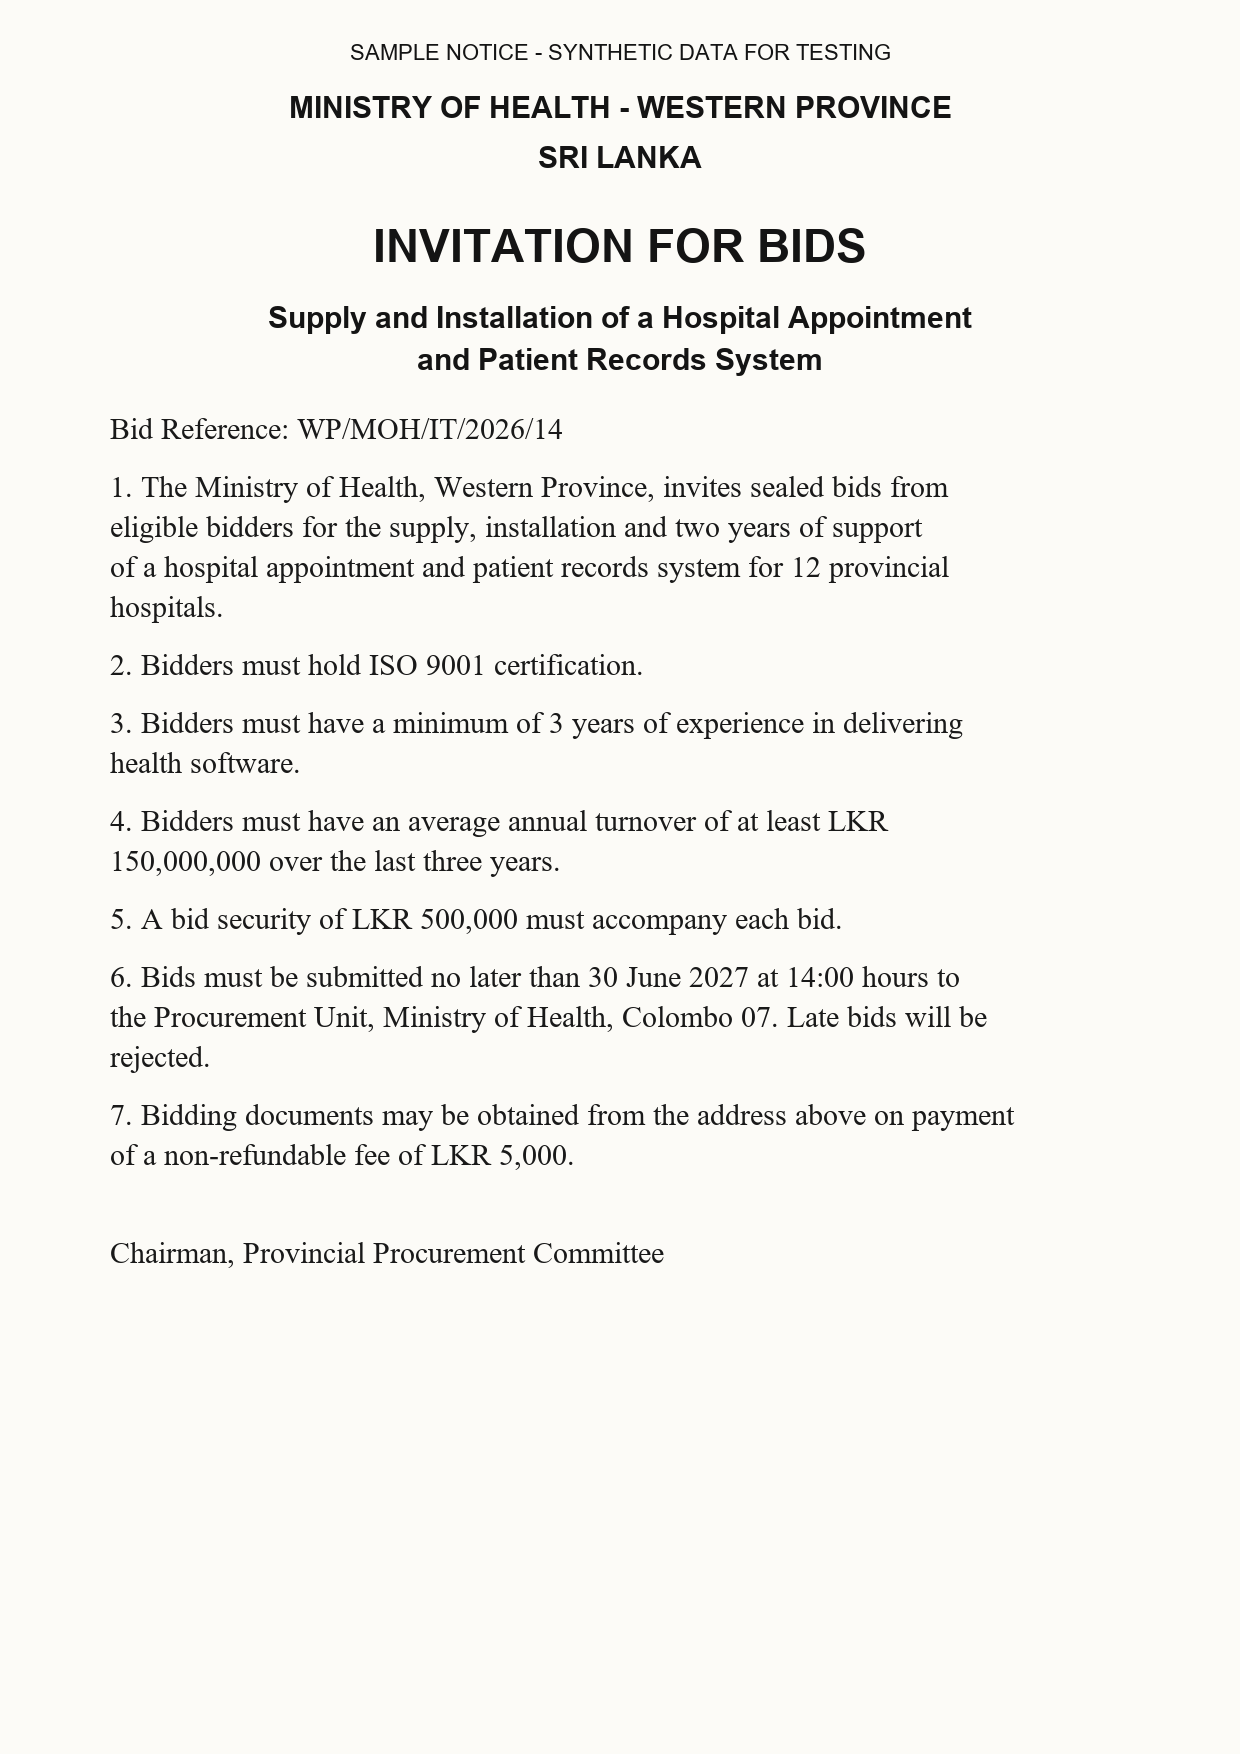 SAMPLE NOTICE - SYNTHETIC DATA FOR TESTING
MINISTRY OF HEALTH - WESTERN PROVINCE
SRI LANKA
INVITATION FOR BIDS
Supply and Installation of a Hospital Appointment
and Patient Records System
Bid Reference: WP/MOH/IT/2026/14
1. The Ministry of Health, Western Province, invites sealed bids from
eligible bidders for the supply, installation and two years of support
of a hospital appointment and patient records system for 12 provincial
hospitals.
2. Bidders must hold ISO 9001 certification.
3. Bidders must have a minimum of 3 years of experience in delivering
health software.
4. Bidders must have an average annual turnover of at least LKR
150,000,000 over the last three years.
5. A bid security of LKR 500,000 must accompany each bid.
6. Bids must be submitted no later than 30 June 2027 at 14:00 hours to
the Procurement Unit, Ministry of Health, Colombo 07. Late bids will be
rejected.
7. Bidding documents may be obtained from the address above on payment
of a non-refundable fee of LKR 5,000.
Chairman, Provincial Procurement Committee